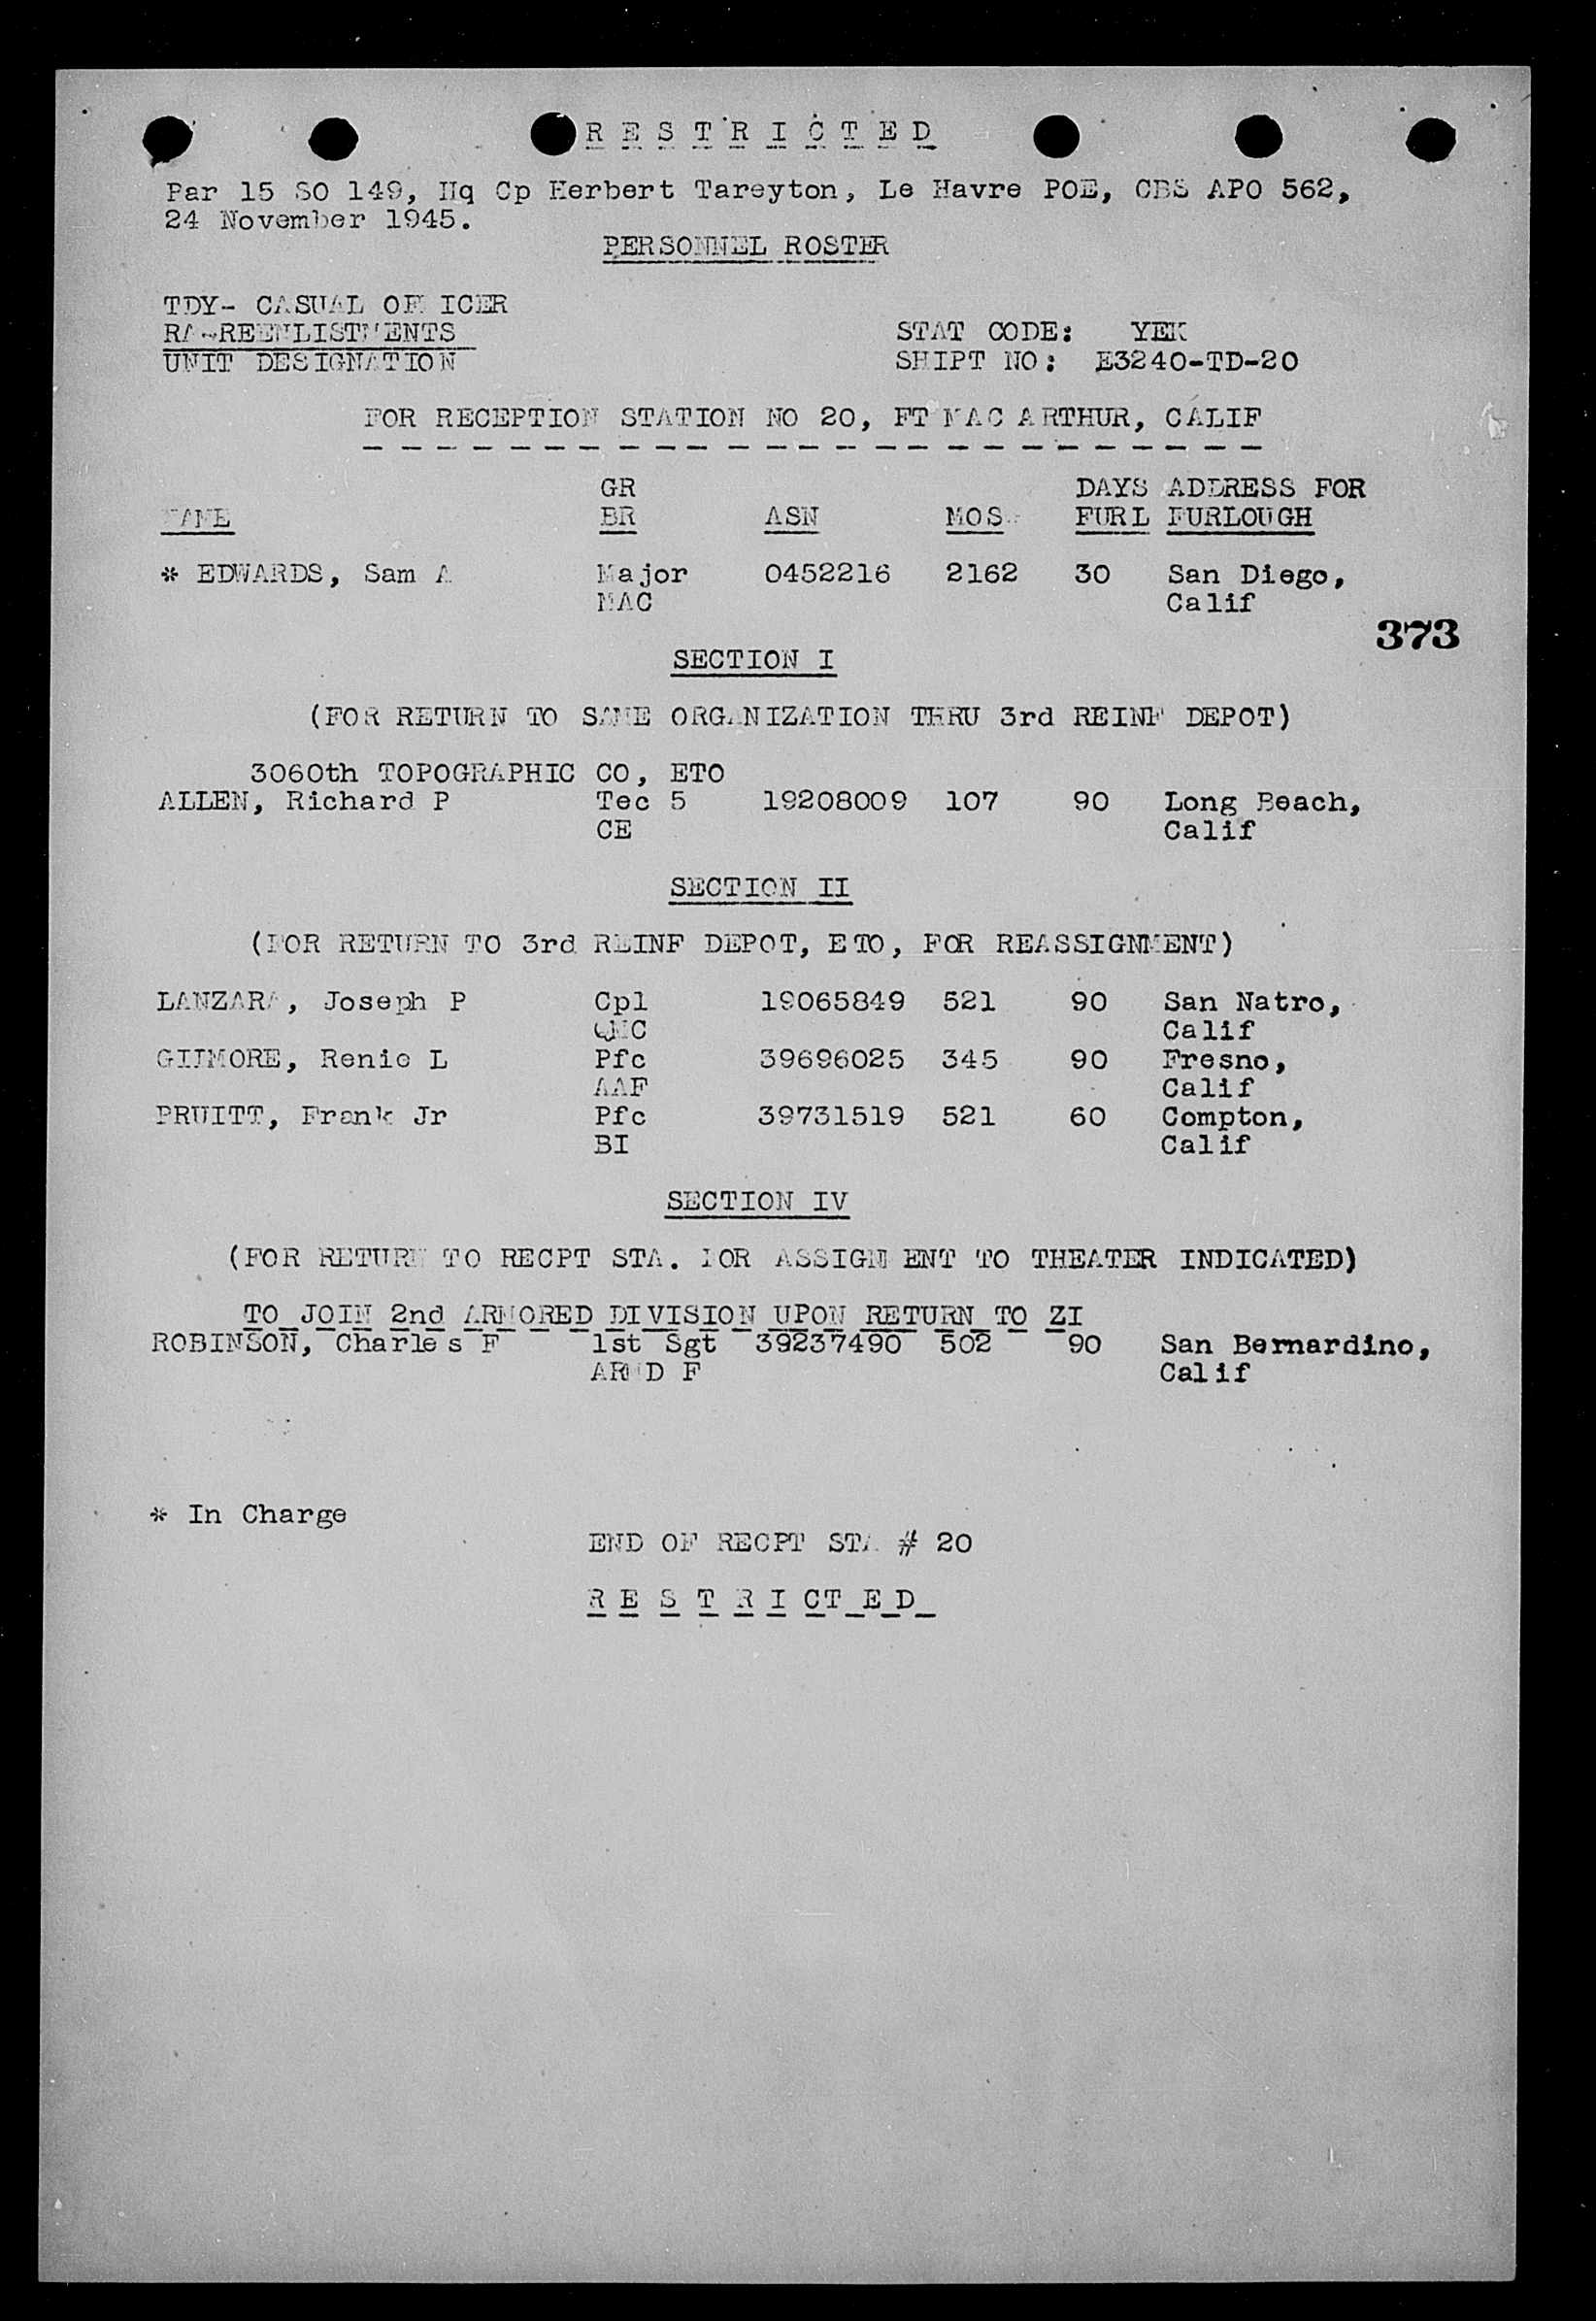 R E S T R I C T E D
Par 15 SO 149, Hq Cp Herbert Tareyton, Le Havre POE, CBS APO 562,
24 November 1945.
PERSONNEL ROSTER
TDY- CASUAL OFFICER
RA-REENLISTMENTS
UNIT DESIGNATION
STAT CODE: YEK
SHIPT NO: E3240-TD-20
FOR RECEPTION STATION NO 20, FT MAC ARTHUR, CALIF
GR DAYS ADDRESS FOR
NAME BR ASN MOS FURL FURLOUGH
* EDWARDS, Sam A Major 0452216 2162 30 San Diego,
MAC Calif
373
SECTION I
(FOR RETURN TO SAME ORGANIZATION THRU 3rd REINF DEPOT)
3060th TOPOGRAPHIC CO, ETO
ALLEN, Richard P Tec 5 19208009 107 90 Long Beach,
CE Calif
SECTION II
(FOR RETURN TO 3rd REINF DEPOT, ETO, FOR REASSIGNMENT)
LANZARA, Joseph P Cpl 19065849 521 90 San Natro,
QMC Calif
GIIMORE, Renio L Pfc 39696025 345 90 Fresno,
AAF Calif
PRUITT, Frank Jr Pfc 39731519 521 60 Compton,
BI Calif
SECTION IV
(FOR RETURN TO RECPT STA. FOR ASSIGNMENT TO THEATER INDICATED)
TO JOIN 2nd ARMORED DIVISION UPON RETURN TO ZI
ROBINSON, Charles F 1st Sgt 39237490 502 90 San Bernardino,
ARMD F Calif
* In Charge
END OF RECPT STA # 20
R E S T R I CT E D